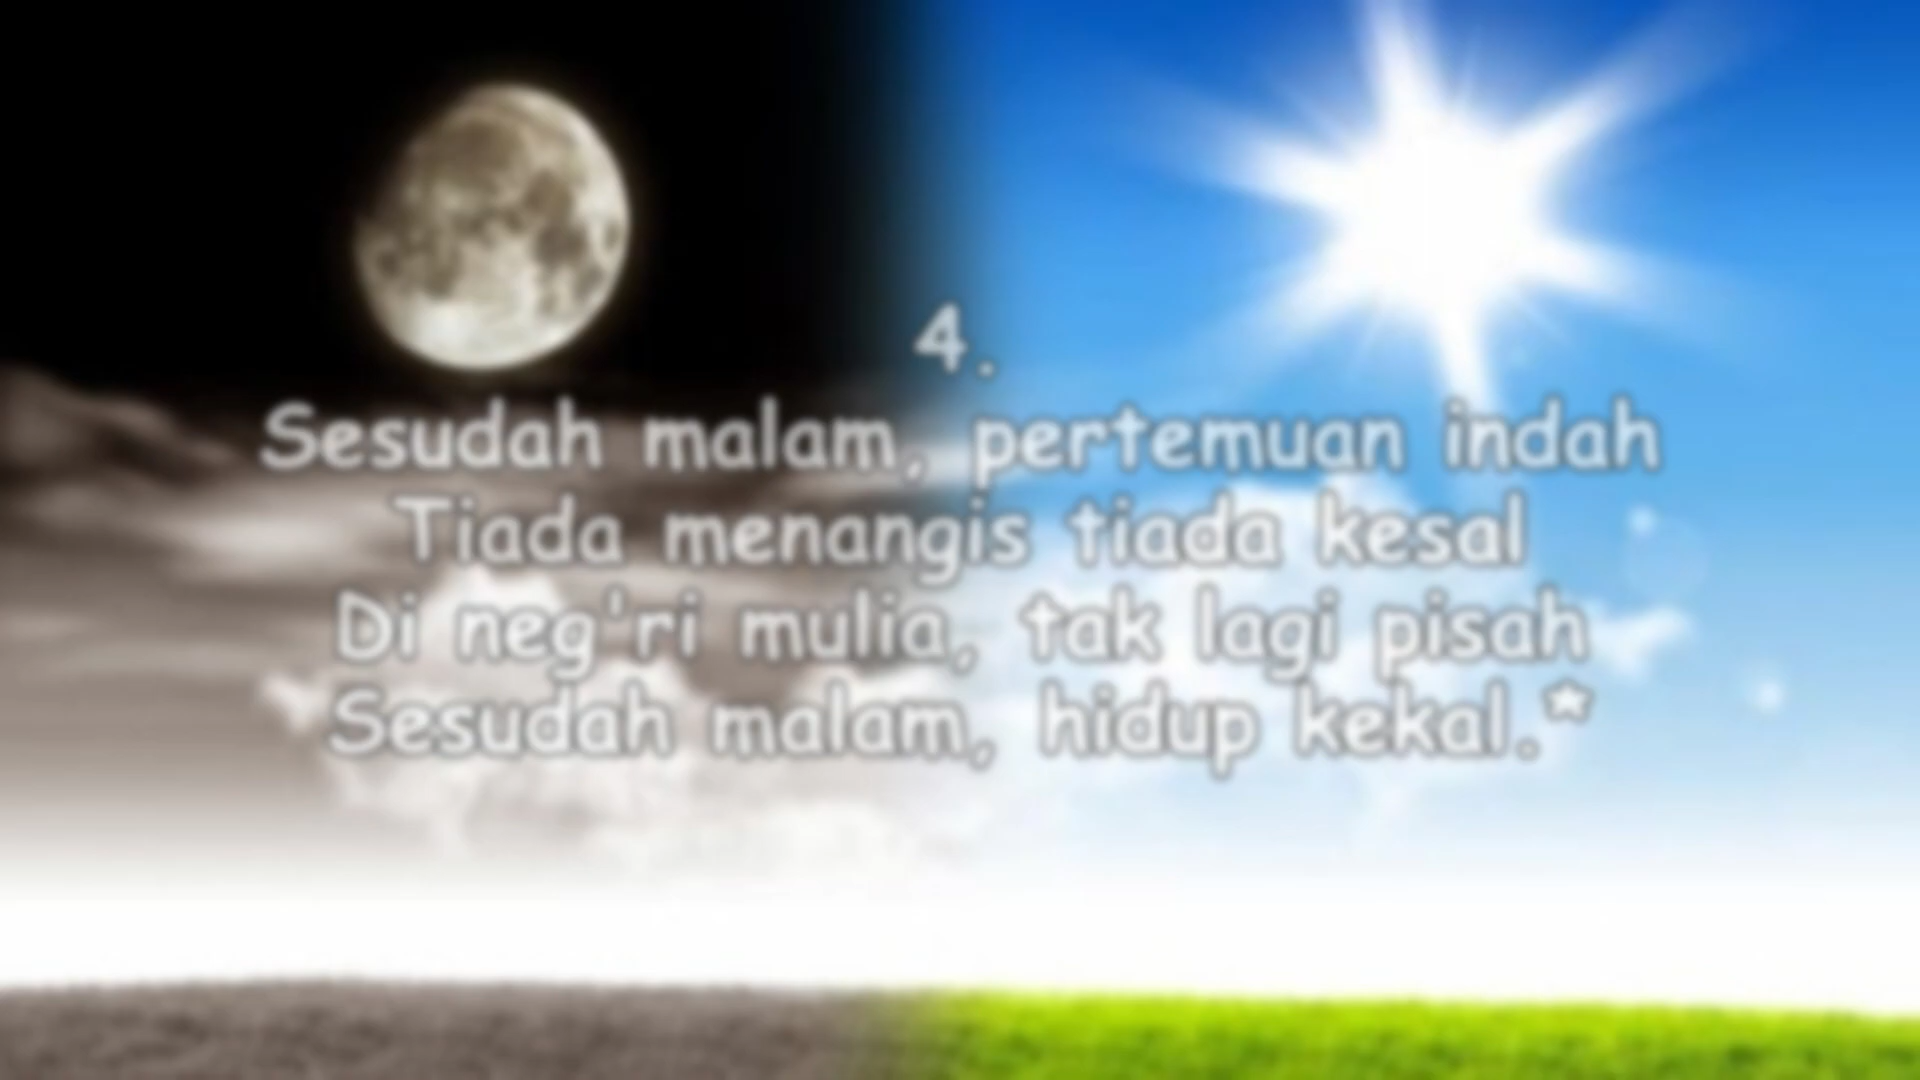 4.
Sesudah malam, pertemuan indah
Tiada menangis tiada kesal
Di neg'ri mulia, tak lagi pisah
Sesudah malam, hidup kekal.*